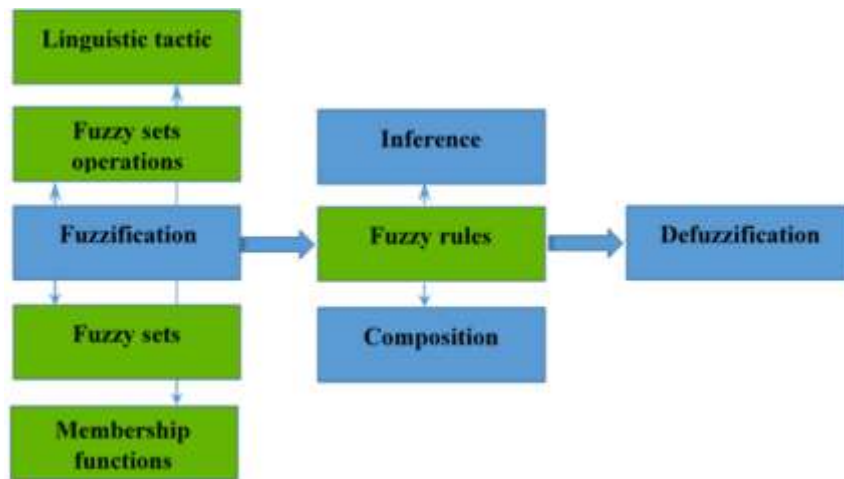 Linguistic tactic
Fuzzy sets
operations
Fuzzification
Fuzzy sets
Membership
functions
Inference
Fuzzy rules
Composition
Defuzzification